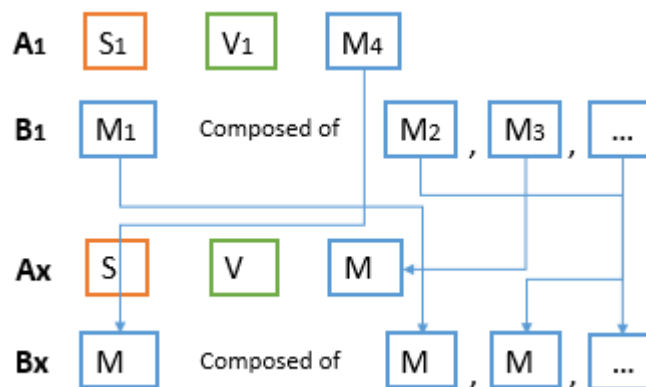 A1 S1 V1 M4
B1 M1 Composed of M2 , M3 , ...
Ax S V M
Bx M Composed of M , M , ...